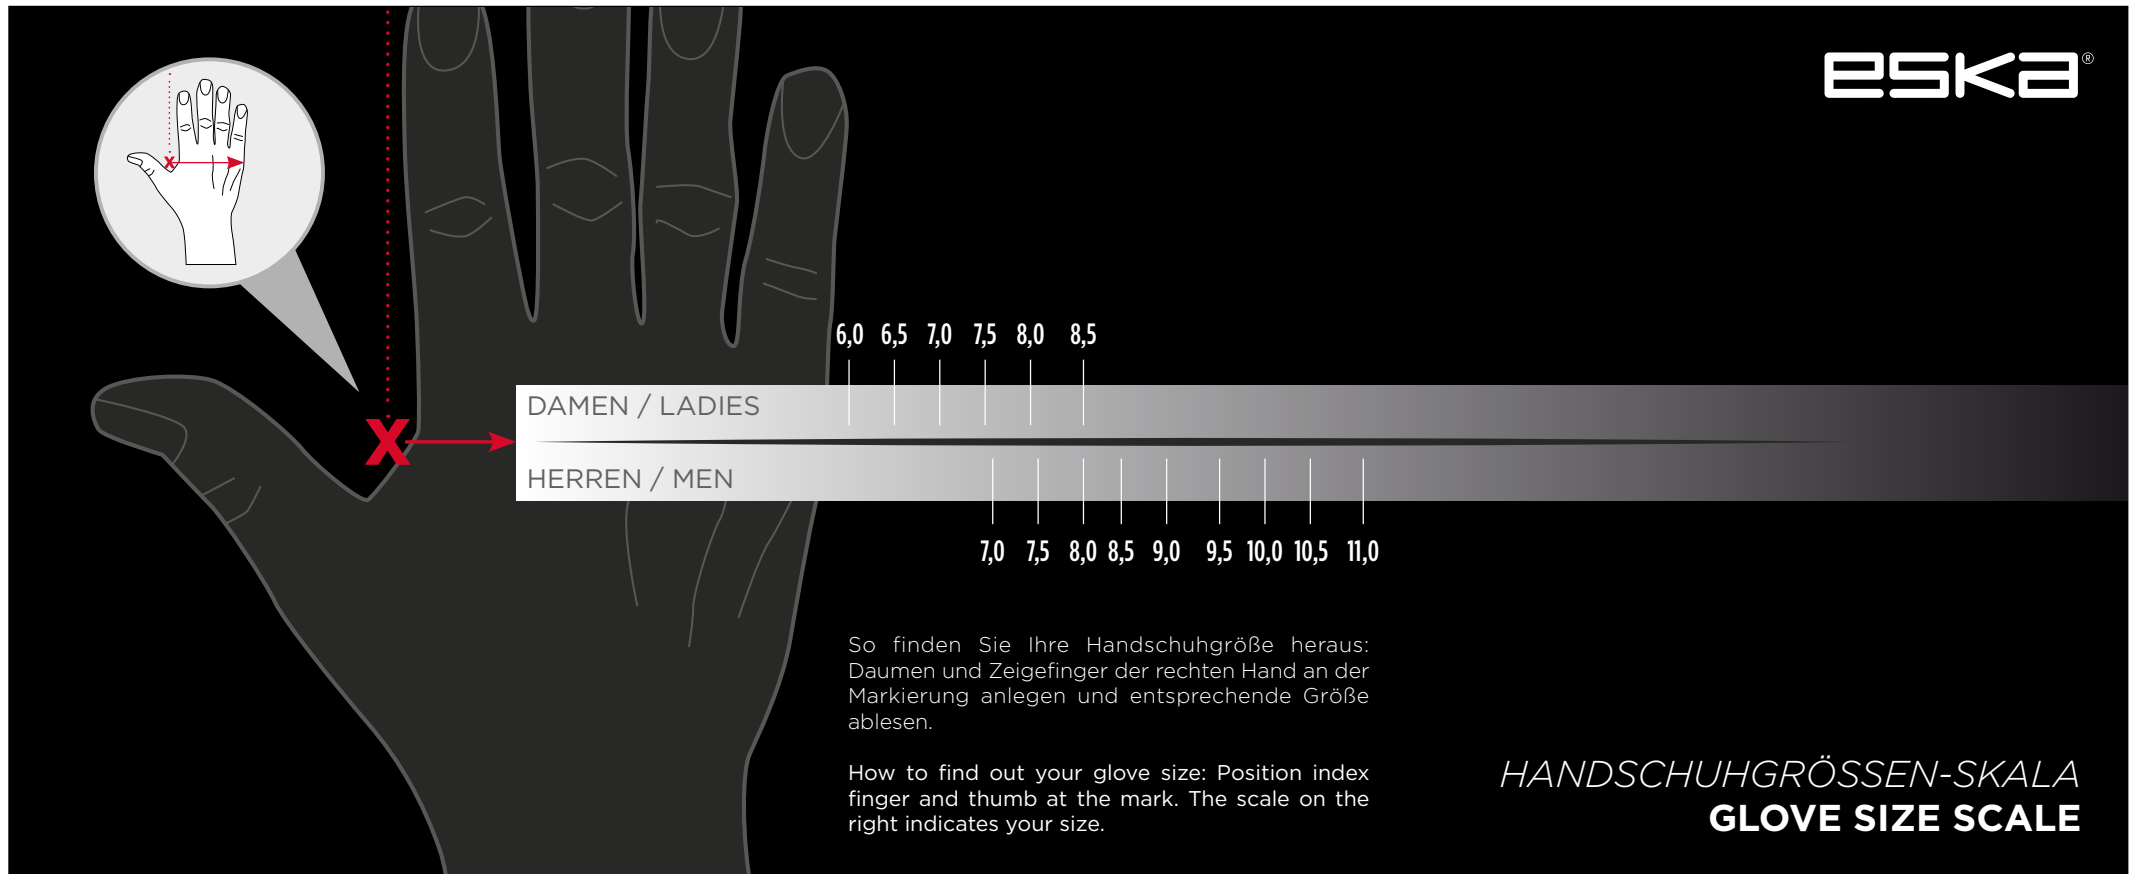 eska®
X
6,0 6,5 7,0 7,5 8,0 8,5
DAMEN / LADIES
X
HERREN / MEN
7,0 7,5 8,0 8,5 9,0 9,5 10,0 10,5 11,0
So finden Sie Ihre Handschuhgröße heraus:
Daumen und Zeigefinger der rechten Hand an der
Markierung anlegen und entsprechende Größe
ablesen.
How to find out your glove size: Position index
finger and thumb at the mark. The scale on the
right indicates your size.
HANDSCHUHGRÖSSEN-SKALA
GLOVE SIZE SCALE